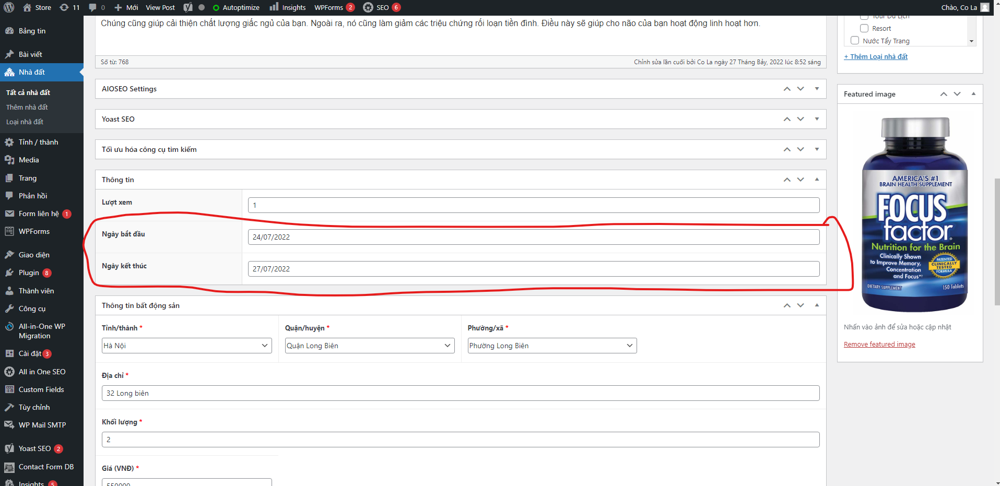 Store
11
0
Mới
View Post
Autoptimize
Insights
WPForms 2
SEO 6
Chào, Co La
Bảng tin
Bài viết
Nhà đất
Tất cả nhà đất
Thêm nhà đất
Loại nhà đất
Tỉnh / thành
Media
Trang
Phản hồi
Form liên hệ 1
WPForms
Giao diện
Plugin 8
Thành viên
Công cụ
All-in-One WP
Migration
Cài đặt 3
All in One SEO
Custom Fields
Tùy chỉnh
WP Mail SMTP
Yoast SEO 2
Contact Form DB
Insights 5
Chúng cũng giúp cải thiện chất lượng giấc ngủ của bạn. Ngoài ra, nó cũng làm giảm các triệu chứng rối loạn tiền đình. Điều này sẽ giúp cho não của bạn hoạt động linh hoạt hơn.
Số từ: 768
Chỉnh sửa lần cuối bởi Co La ngày 27 Tháng Bảy, 2022 lúc 8:52 sáng
AIOSEO Settings
Yoast SEO
Tối ưu hóa công cụ tìm kiếm
Thông tin
Lượt xem
1
Ngày bắt đầu
24/07/2022
Ngày kết thúc
27/07/2022
Thông tin bất động sản
Tỉnh/thành *
Quận/huyện *
Phường/xã *
Hà Nội
Quận Long Biên
Phường Long Biên
Địa chỉ *
32 Long biên
Khối lượng *
2
Giá (VNĐ) *
550000
Tour Du Lịch
Resort
Nước Tẩy Trang
+ Thêm Loại nhà đất
Featured image
AMERICA'S #1
BRAIN HEALTH SUPPLEMENT
FOCUS
factor®
Nutrition for the Brain
Clinically Shown
to Improve Memory,
Concentration
and Focus*†
PATENTED
CLINICALLY
TESTED
FORMULA
DIETARY SUPPLEMENT
150 Tablets
Nhấn vào ảnh để sửa hoặc cập nhật
Remove featured image